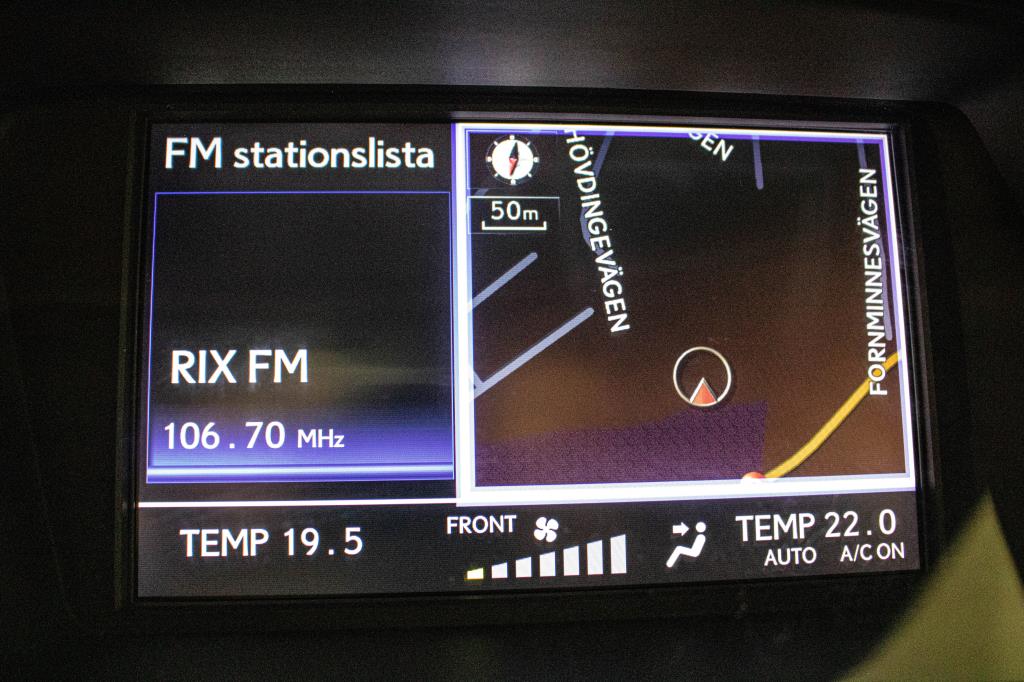 FM stationslista
RIX FM
106.70 MHz
50m
HÖVDINGEVÄGEN
FORNMINNESVÄGEN
TEMP 19.5
FRONT
TEMP 22.0
AUTO A/C ON